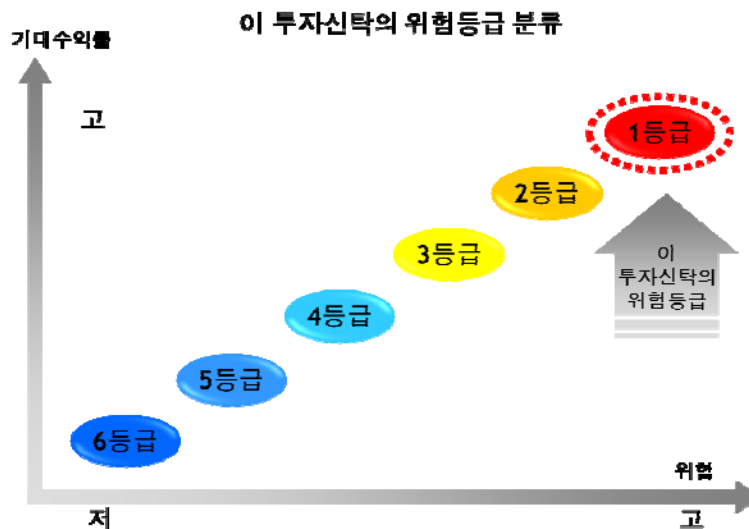 이 투자신탁의 위험등급 분류
기대수익률
고
1등급
2등급
3등급
이
투자신탁의
위험등급
4등급
5등급
6등급
위험
저
고